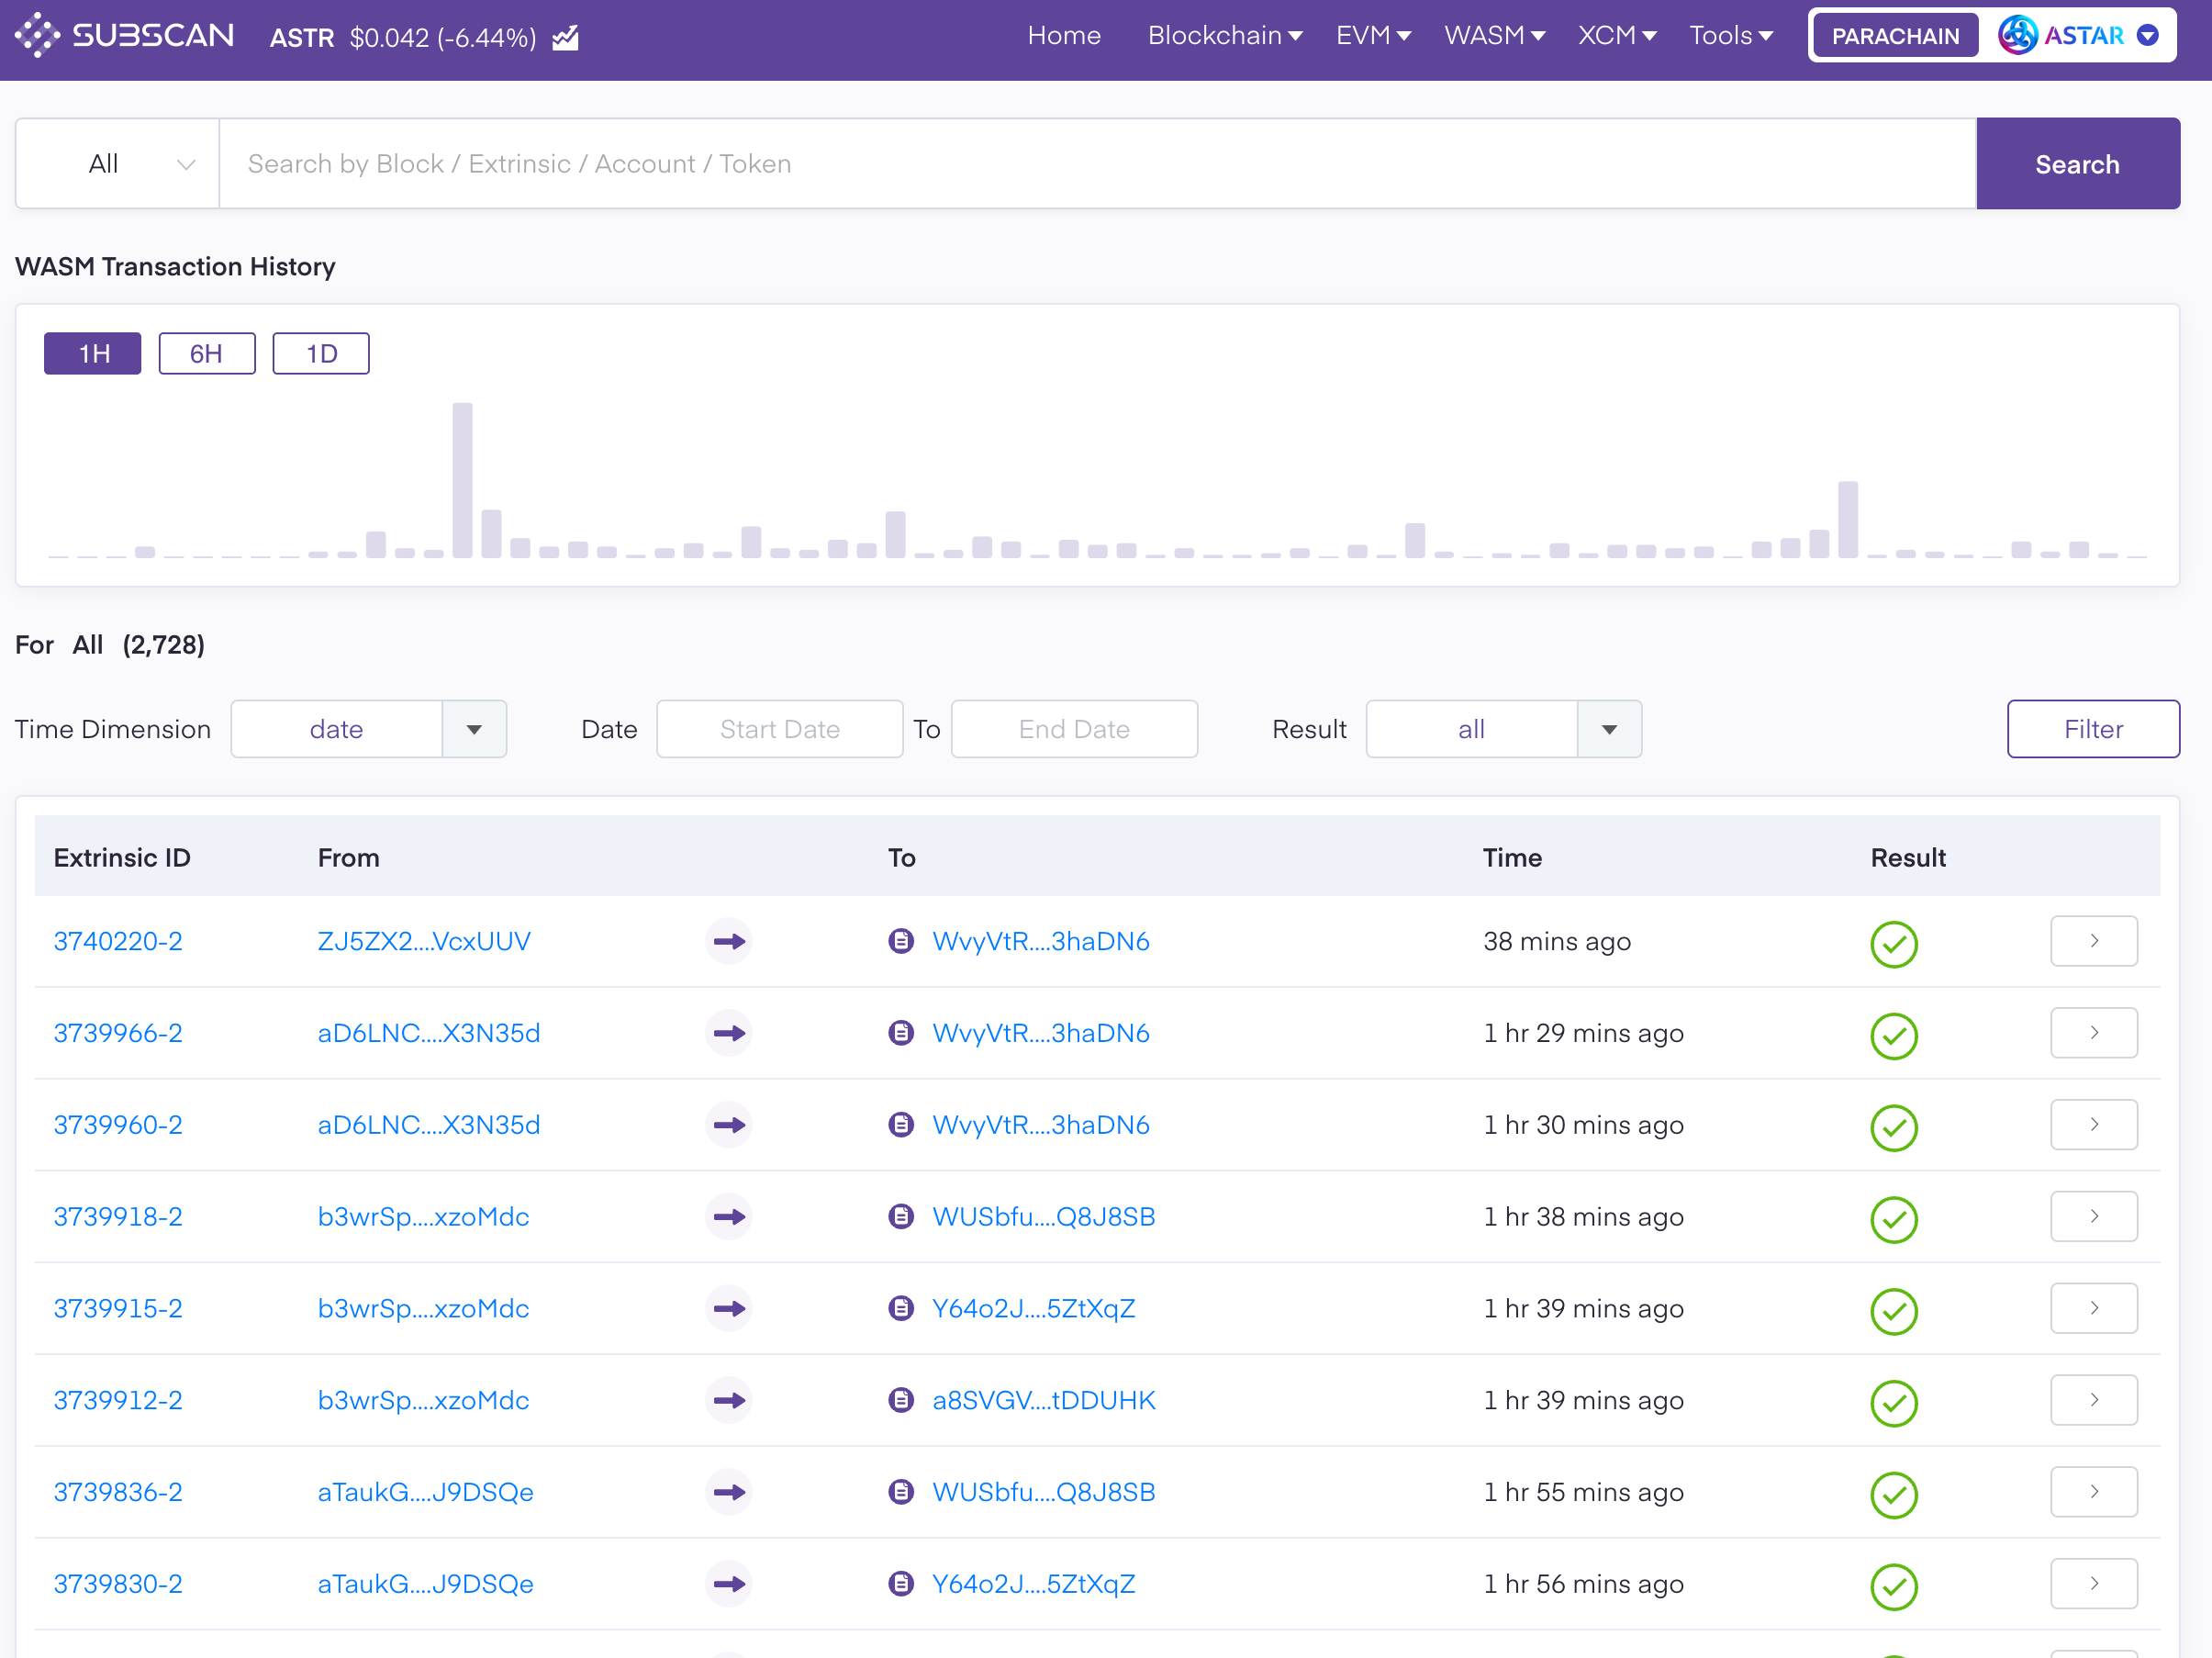 SUBSCAN ASTR $0.042 (-6.44%) Home Blockchain EVM WASM XCM Tools PARACHAIN ASTAR
All Search by Block / Extrinsic / Account / Token Search
WASM Transaction History
1H 6H 1D
For All (2,728)
Time Dimension date Date Start Date To End Date Result all Filter
Extrinsic ID From To Time Result
3740220-2 ZJ5ZX2....VcxUUV WvyVtR....3haDN6 38 mins ago
3739966-2 aD6LNC....X3N35d WvyVtR....3haDN6 1 hr 29 mins ago
3739960-2 aD6LNC....X3N35d WvyVtR....3haDN6 1 hr 30 mins ago
3739918-2 b3wrSp....xzoMdc WUSbfu....Q8J8SB 1 hr 38 mins ago
3739915-2 b3wrSp....xzoMdc Y64o2J....5ZtXqZ 1 hr 39 mins ago
3739912-2 b3wrSp....xzoMdc a8SVGV....tDDUHK 1 hr 39 mins ago
3739836-2 aTaukG....J9DSQe WUSbfu....Q8J8SB 1 hr 55 mins ago
3739830-2 aTaukG....J9DSQe Y64o2J....5ZtXqZ 1 hr 56 mins ago